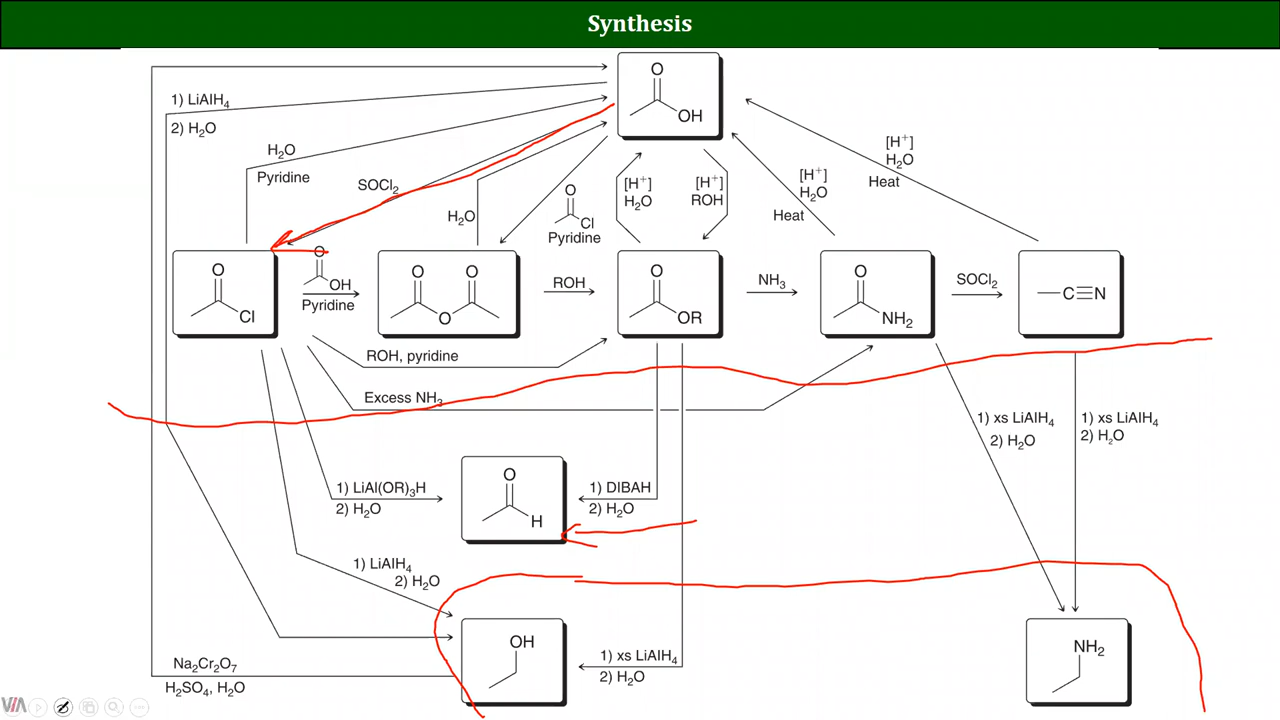 Synthesis
O
OH
1) LiAlH4
2) H2O
H2O
Pyridine
SOCl2
H2O
O
Cl
Pyridine
[H+]
H2O
[H+]
ROH
[H+]
H2O
Heat
[H+]
H2O
Heat
O
Cl
O
OH
Pyridine
O
O
O
ROH
O
OR
NH3
O
NH2
SOCl2
C≡N
ROH, pyridine
Excess NH3
1) xs LiAlH4
2) H2O
1) xs LiAlH4
2) H2O
1) LiAl(OR)3H
2) H2O
O
H
1) DIBAH
2) H2O
1) LiAlH4
2) H2O
OH
1) xs LiAlH4
2) H2O
NH2
Na2Cr2O7
H2SO4, H2O
VIA